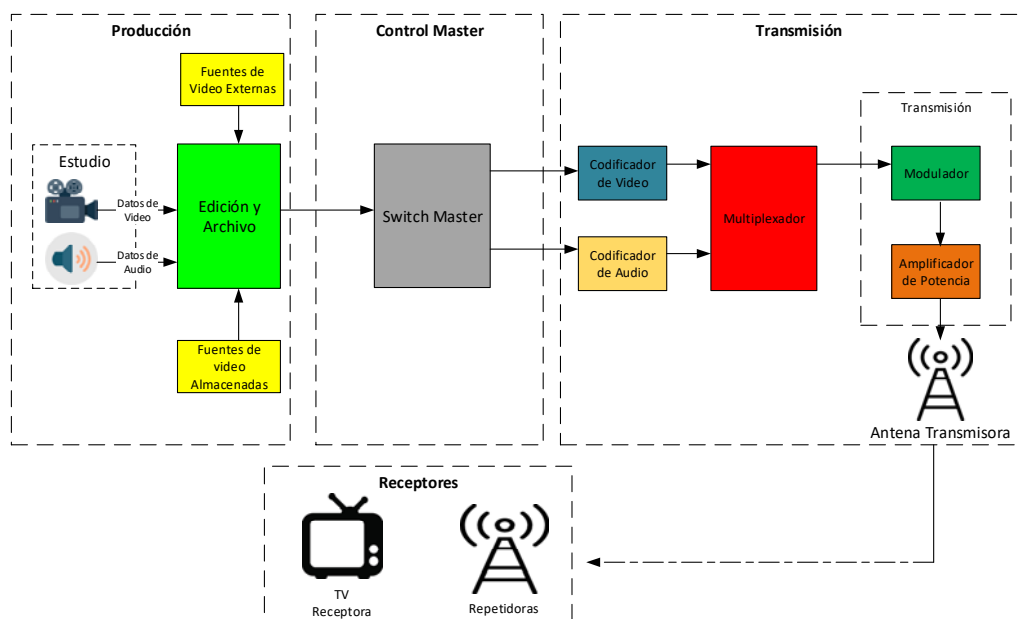 Producción
Fuentes de
Video Externas
Estudio
Datos de
Video
Datos de
Audio
Edición y
Archivo
Fuentes de
video
Almacenadas
Control Master
Switch Master
Transmisión
Codificador
de Video
Codificador
de Audio
Multiplexador
Transmisión
Modulador
Amplificador
de Potencia
Antena Transmisora
Receptores
TV
Receptora
Repetidoras